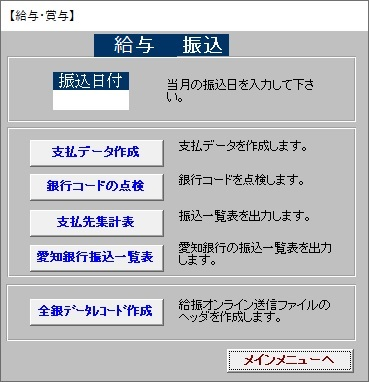 【給与・賞与】
給与 振込
振込日付
当月の振込日を入力して下さ
い。
支払データ作成
支払データを作成します。
銀行コードの点検
銀行コードを点検します。
支払先集計表
振込一覧表を出力します。
愛知銀行振込一覧表
愛知銀行の振込一覧表を出力
します。
全銀ﾃﾞｰﾀﾚｺｰﾄﾞ作成
給振オンライン送信ファイルの
ヘッダを作成します。
メインメニューへ